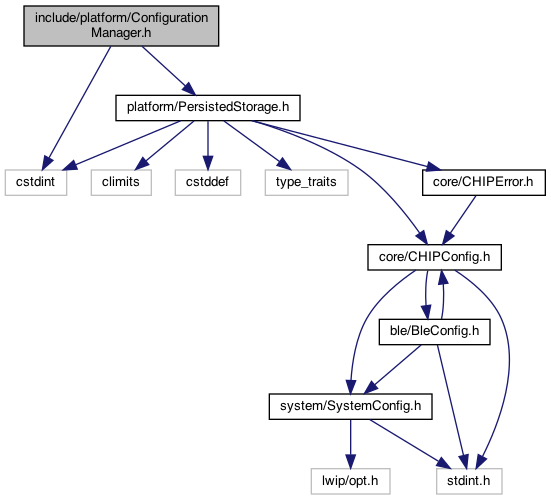 include/platform/Configuration
Manager.h
platform/PersistedStorage.h
cstdint
climits
cstddef
type_traits
core/CHIPError.h
core/CHIPConfig.h
ble/BleConfig.h
system/SystemConfig.h
lwip/opt.h
stdint.h